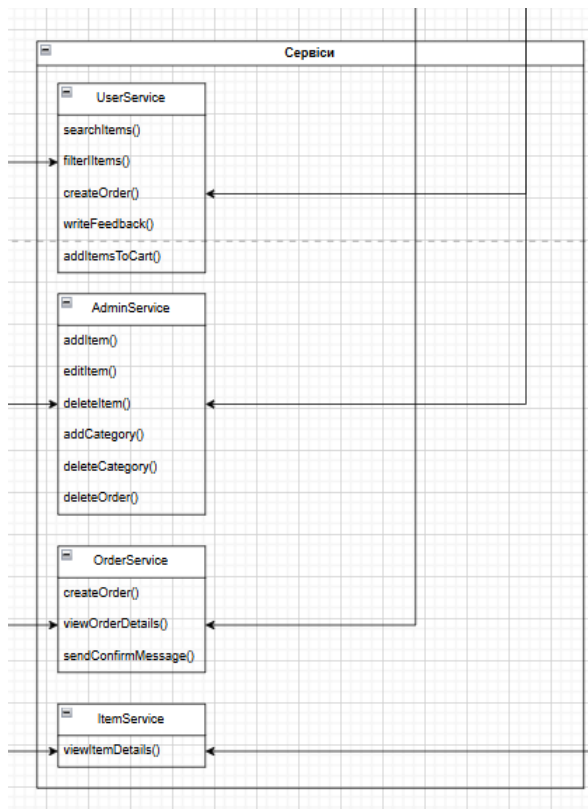 Сервіси
UserService
searchItems()
filterIItems()
createOrder()
writeFeedback()
addItemsToCart()
AdminService
addItem()
editItem()
deleteItem()
addCategory()
deleteCategory()
deleteOrder()
OrderService
createOrder()
viewOrderDetails()
sendConfirmMessage()
ItemService
viewItemDetails()